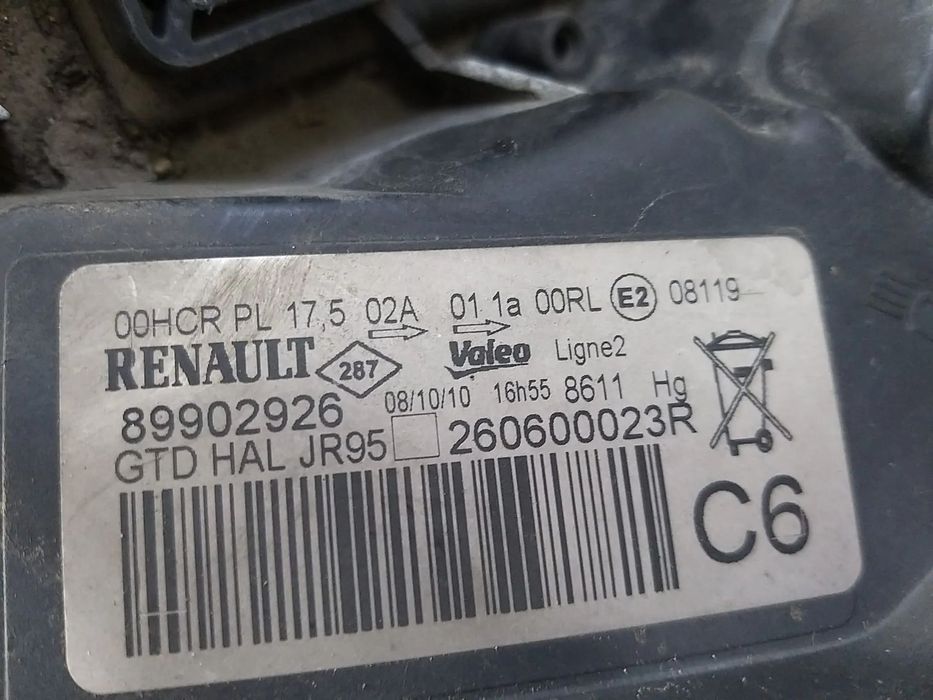 00HCR PL 17,5 02A 01 1a 00RL E2 08119
RENAULT 287 Valeo Ligne2
89902926 08/10/10 16h55 8611 Hg
GTD HAL JR95 260600023R
C6